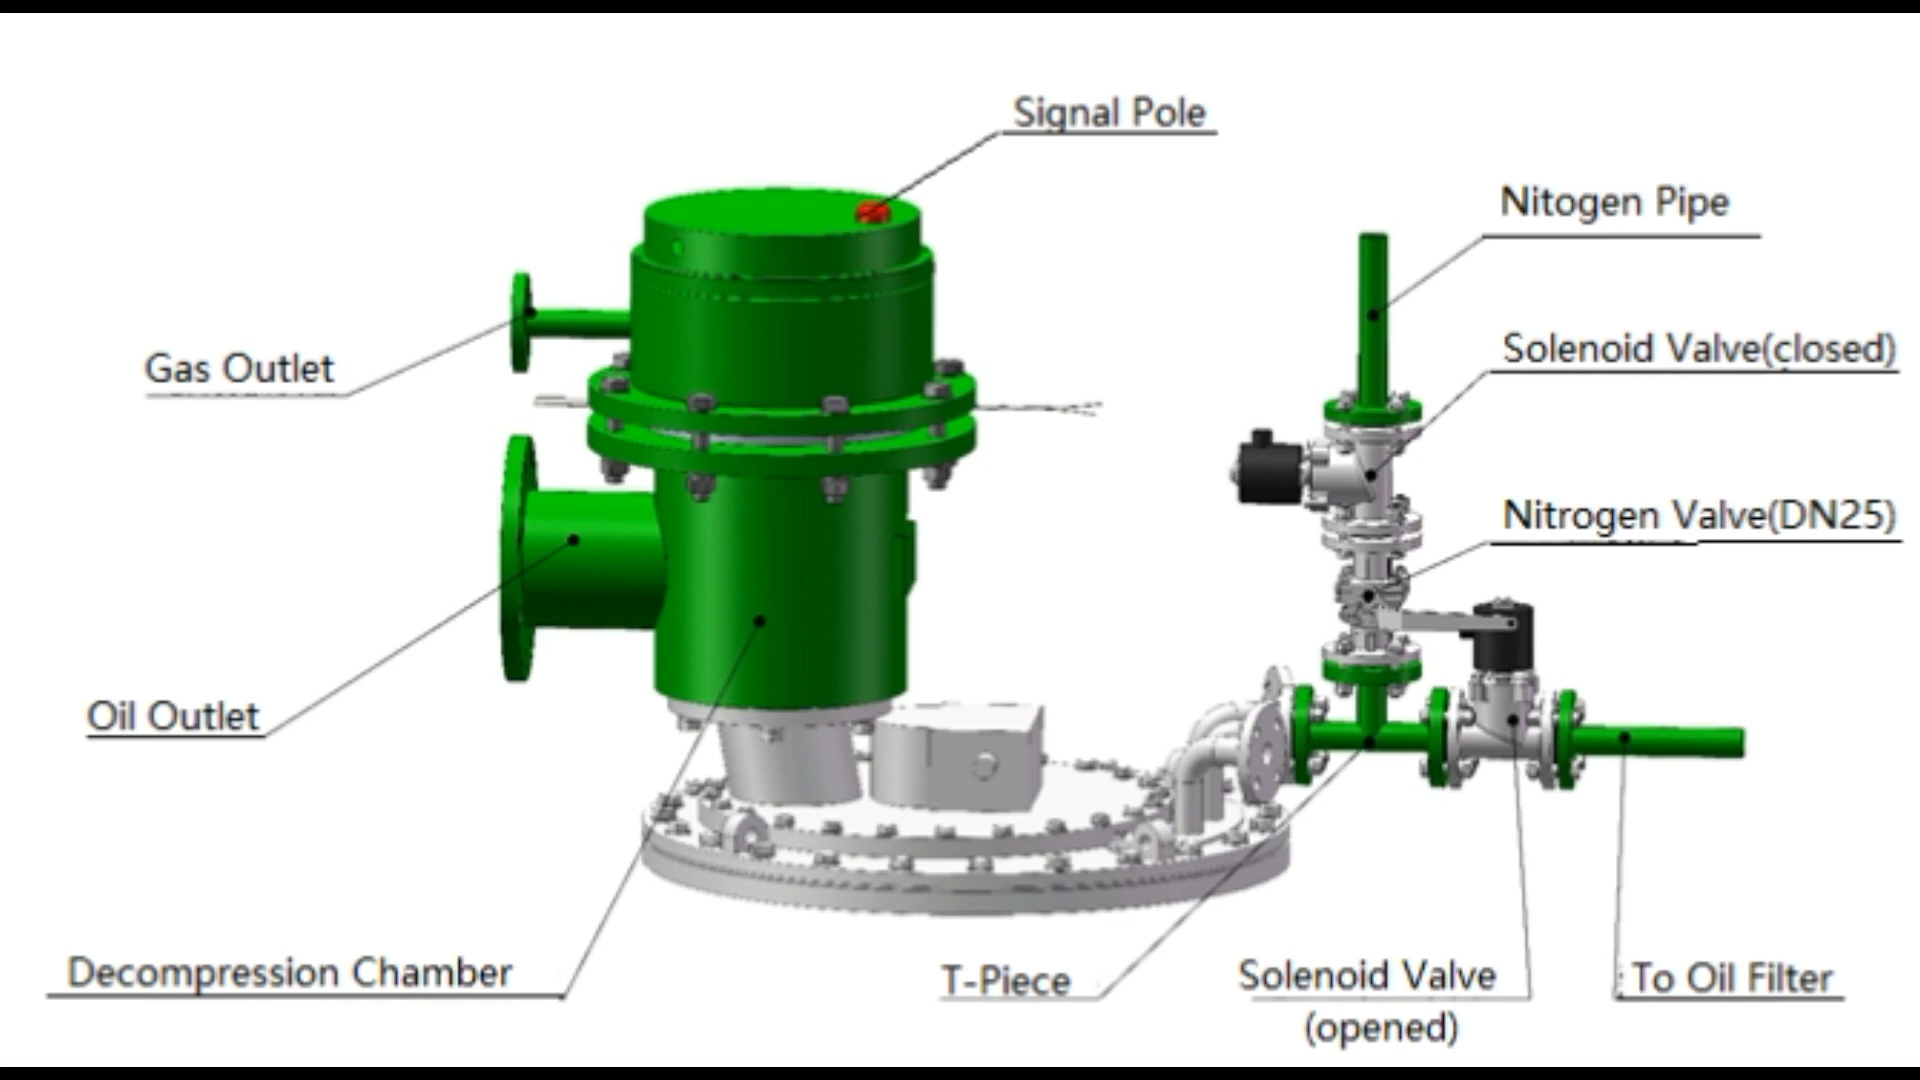 Signal Pole
Nitogen Pipe
Solenoid Valve(closed)
Gas Outlet
Nitrogen Valve(DN25)
Oil Outlet
Decompression Chamber
T-Piece
Solenoid Valve
(opened)
To Oil Filter